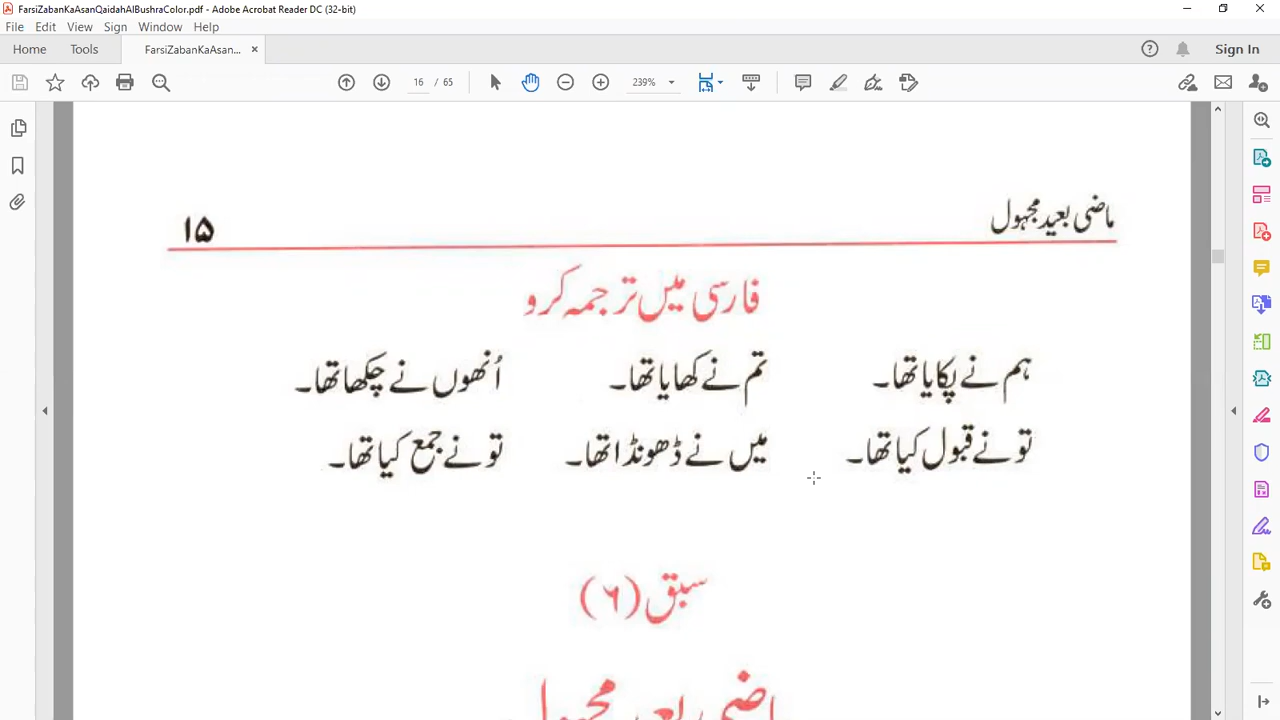 FarsiZabanKaAsanQaidahAlBushraColor.pdf - Adobe Acrobat Reader DC (32-bit)
File Edit View Sign Window Help
Home Tools FarsiZabanKaAsan... × Sign In
16 / 65 239%
ماضی بعید مجہول ۱۵
فارسی میں ترجمہ کرو
ہم نے پکایا تھا۔ تم نے کھایا تھا۔ اُنھوں نے چکھا تھا۔
تو نے قبول کیا تھا۔ میں نے ڈھونڈا تھا۔ تو نے جمع کیا تھا۔
سبق (۶)
ماضی بعید مجہول